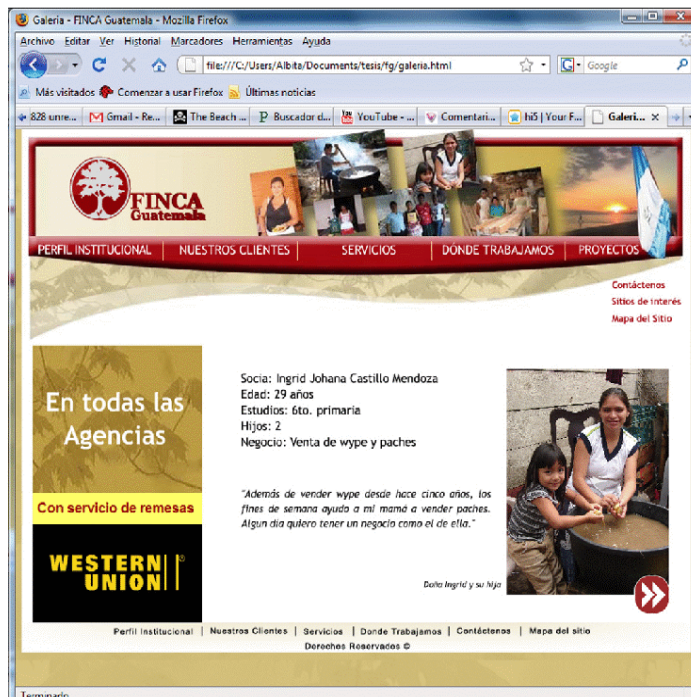 Galeria - FINCA Guatemala - Mozilla Firefox
Archivo Editar Ver Historial Marcadores Herramientas Ayuda
file:///C:/Users/Albita/Documents/tesis/fg/galeria.html
Google
Más visitados Comenzar a usar Firefox Últimas noticias
828 unre... Gmail - Re... The Beach ... Buscador d... YouTube - ... Comentari... hi5 | Your F... Galeri...
FINCA
Guatemala
PERFIL INSTITUCIONAL | NUESTROS CLIENTES | SERVICIOS | DONDE TRABAJAMOS | PROYECTOS
Contáctenos
Sitios de interés
Mapa del Sitio
En todas las
Agencias
Con servicio de remesas
WESTERN
UNION
Socia: Ingrid Johana Castillo Mendoza
Edad: 29 años
Estudios: 6to. primaria
Hijos: 2
Negocio: Venta de wype y paches
"Además de vender wype desde hace cinco años, los
fines de semana ayudo a mi mamá a vender paches.
Algun día quiero tener un negocio como el de ella."
Doña Ingrid y su hija
Perfil Institucional | Nuestros Clientes | Servicios | Donde Trabajamos | Contáctenos | Mapa del sitio
Derechos Reservados ©
Terminado